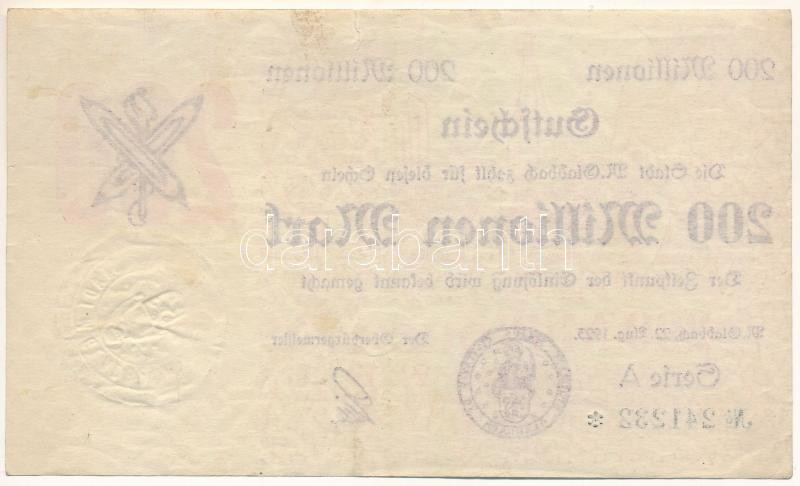 200 Millionen 200 Millionen
Gutschein
Die Stadt M.Gladbach zahlt für diesen Schein
200 Millionen Mark
darabanth
Der Zeitpunkt der Einlösung wird bekannt gemacht
M.Gladbach, 22. Aug. 1923.
Der Oberbürgermeister
Serie A
№ 241232 *